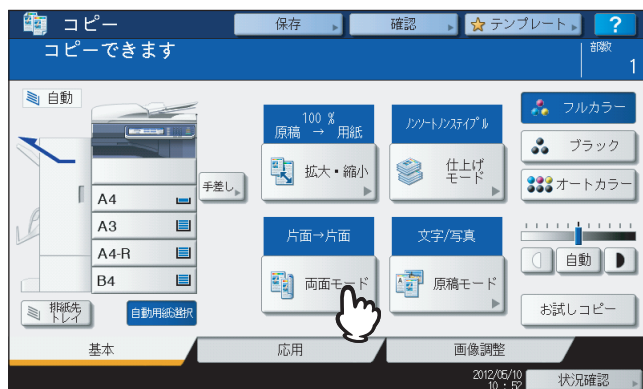 コピー
保存
確認
テンプレート
?
コピーできます
部数
1
自動
100 %
原稿 → 用紙
拡大・縮小
ﾉﾝｿｰﾄﾉﾝｽﾃｲﾌﾟﾙ
仕上げ
モード
フルカラー
ブラック
オートカラー
手差し
A4
A3
A4-R
B4
片面→片面
両面モード
文字/写真
原稿モード
自動
排紙先
トレイ
自動用紙選択
お試しコピー
基本
応用
画像調整
2012/05/10
10 : 52
状況確認